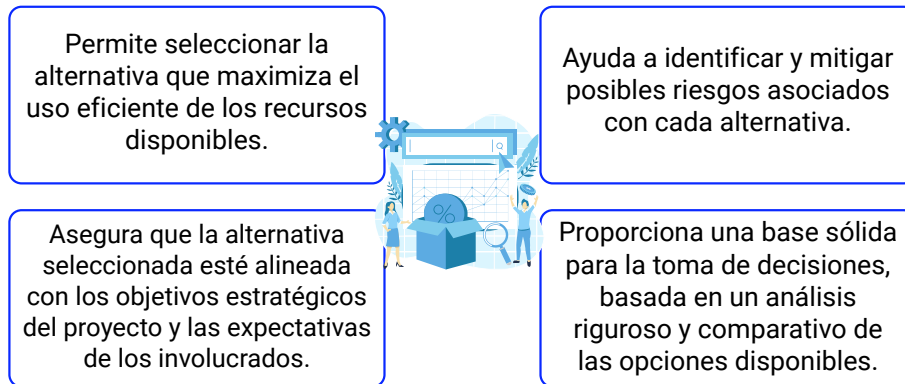 Permite seleccionar la
alternativa que maximiza el
uso eficiente de los recursos
disponibles.
Ayuda a identificar y mitigar
posibles riesgos asociados
con cada alternativa.
%
Asegura que la alternativa
seleccionada esté alineada
con los objetivos estratégicos
del proyecto y las expectativas
de los involucrados.
Proporciona una base sólida
para la toma de decisiones,
basada en un análisis
riguroso y comparativo de
las opciones disponibles.